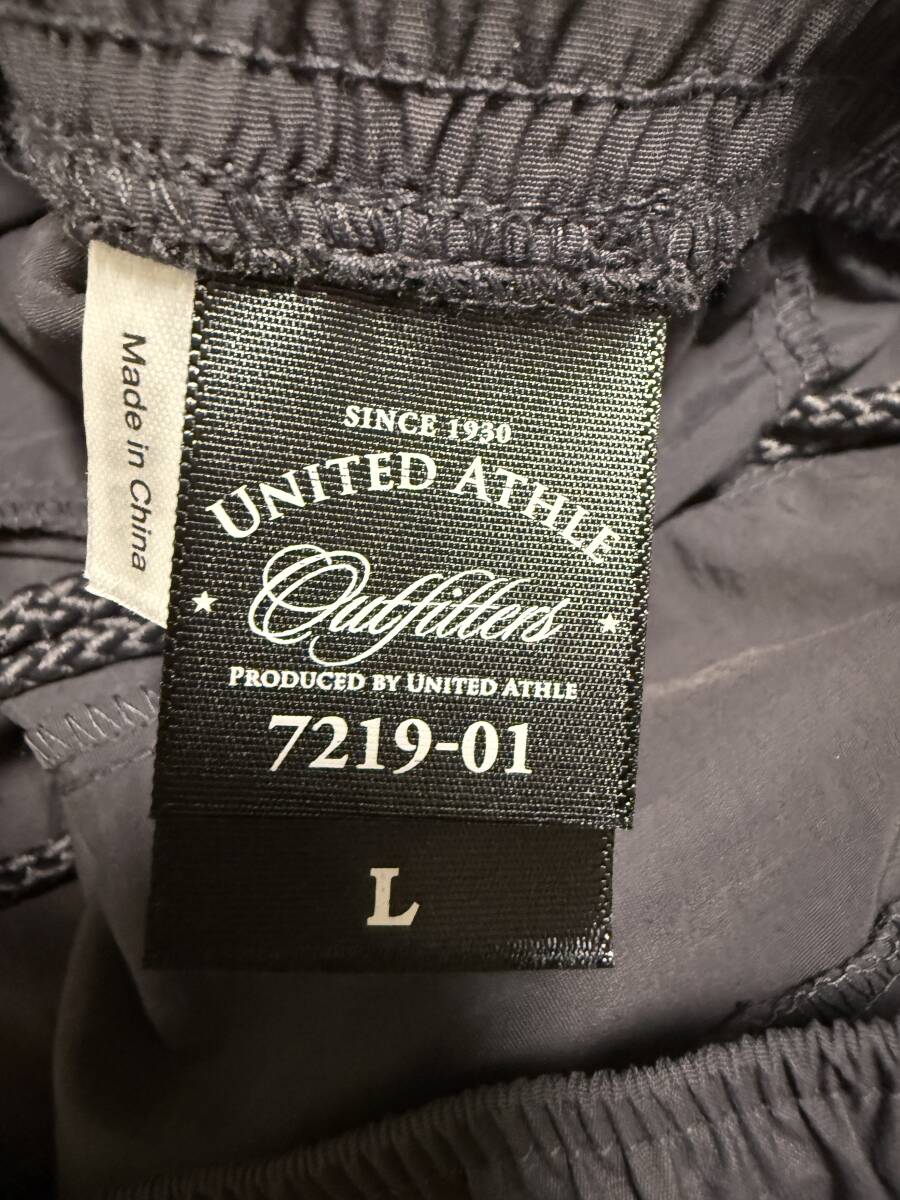 Made in China
SINCE 1930
UNITED ATHLE
Outfitters
PRODUCED BY UNITED ATHLE
7219-01
L